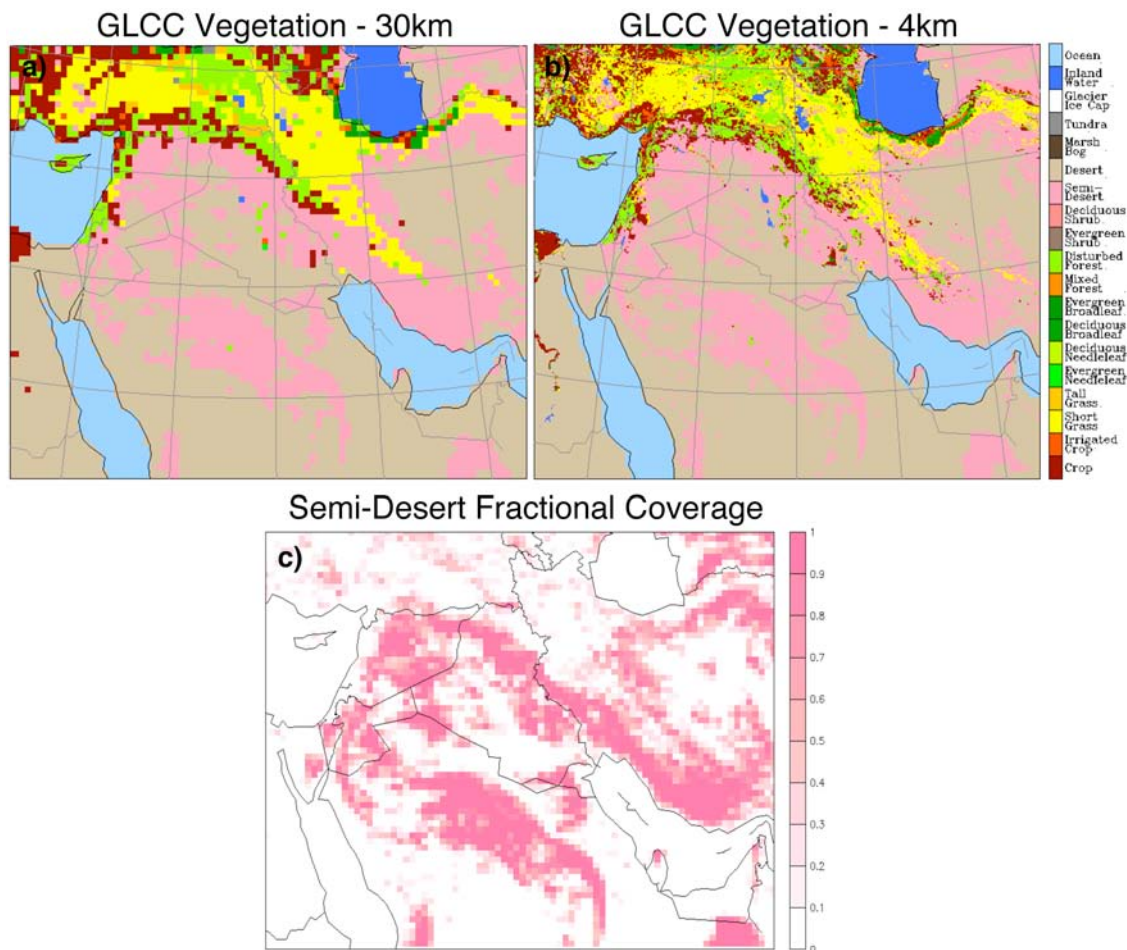 GLCC Vegetation - 30km
GLCC Vegetation - 4km
a)
b)
Ocean
Inland
Water
Glacier
Ice Cap
Tundra
Marsh
Bog
Desert
Semi-
Desert
Deciduous
Shrub
Evergreen
Shrub
Disturbed
Forest
Mixed
Forest
Evergreen
Broadleaf
Deciduous
Broadleaf
Deciduous
Needleleaf
Evergreen
Needleleaf
Tall
Grass
Short
Grass
Irrigated
Crop
Crop
Semi-Desert Fractional Coverage
c)
1
0.9
0.8
0.7
0.6
0.5
0.4
0.3
0.2
0.1
0